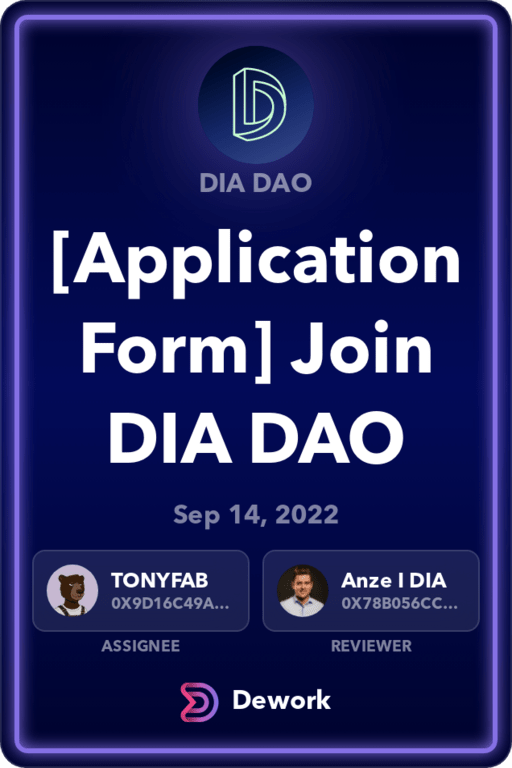 DIA DAO
[Application
Form] Join
DIA DAO
Sep 14, 2022
TONYFAB
0X9D16C49A...
ASSIGNEE
Anze I DIA
0X78B056CC...
REVIEWER
Dework